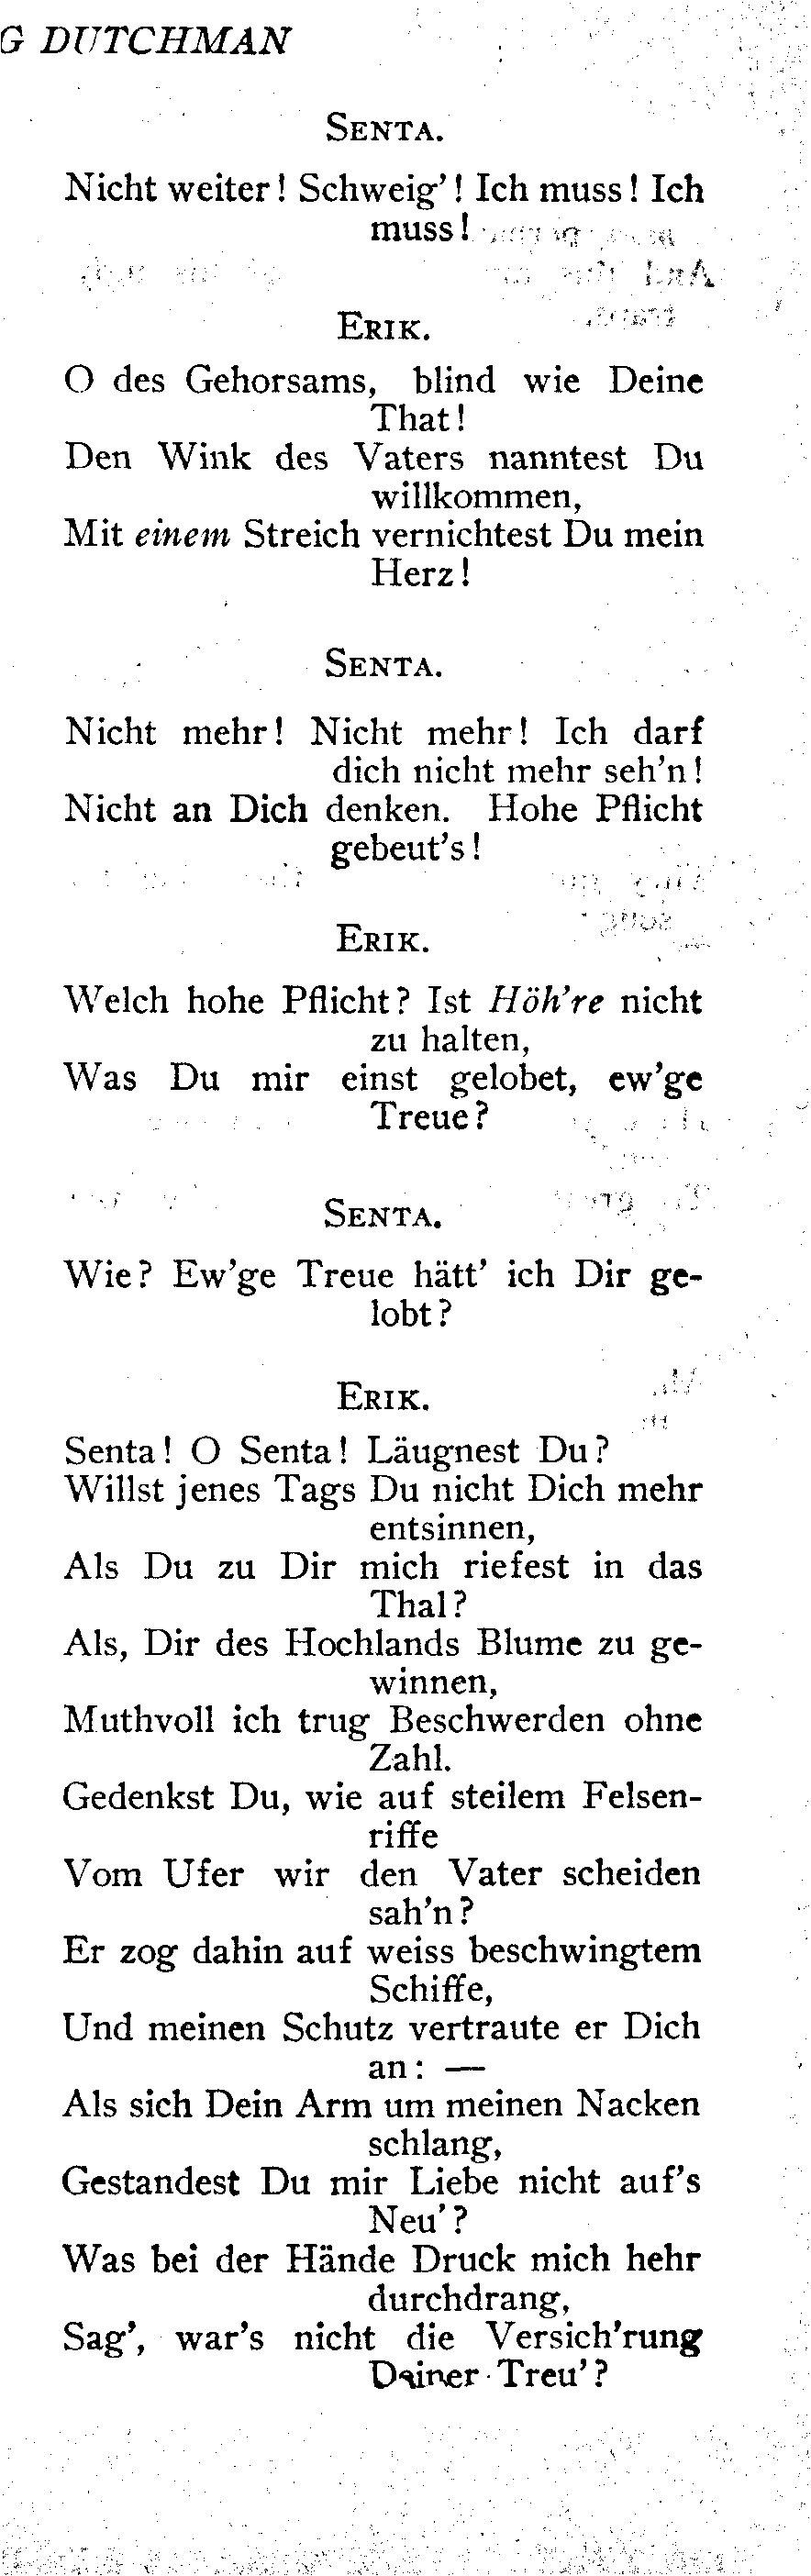 G DUTCHMAN
SENTA.
Nicht weiter! Schweig'! Ich muss! Ich
muss!
ERIK.
O des Gehorsams, blind wie Deine
That!
Den Wink des Vaters nanntest Du
willkommen,
Mit einem Streich vernichtest Du mein
Herz!
SENTA.
Nicht mehr! Nicht mehr! Ich darf
dich nicht mehr seh'n!
Nicht an Dich denken. Hohe Pflicht
gebeut's!
ERIK.
Welch hohe Pflicht? Ist Höh're nicht
zu halten,
Was Du mir einst gelobet, ew'ge
Treue?
SENTA.
Wie? Ew'ge Treue hätt' ich Dir ge-
lobt?
ERIK.
Senta! O Senta! Läugnest Du?
Willst jenes Tags Du nicht Dich mehr
entsinnen,
Als Du zu Dir mich riefest in das
Thal?
Als, Dir des Hochlands Blume zu ge-
winnen,
Muthvoll ich trug Beschwerden ohne
Zahl.
Gedenkst Du, wie auf steilem Felsen-
riffe
Vom Ufer wir den Vater scheiden
sah'n?
Er zog dahin auf weiss beschwingtem
Schiffe,
Und meinen Schutz vertraute er Dich
an: —
Als sich Dein Arm um meinen Nacken
schlang,
Gestandest Du mir Liebe nicht auf's
Neu'?
Was bei der Hände Druck mich hehr
durchdrang,
Sag', war's nicht die Versich'rung
Deiner Treu'?